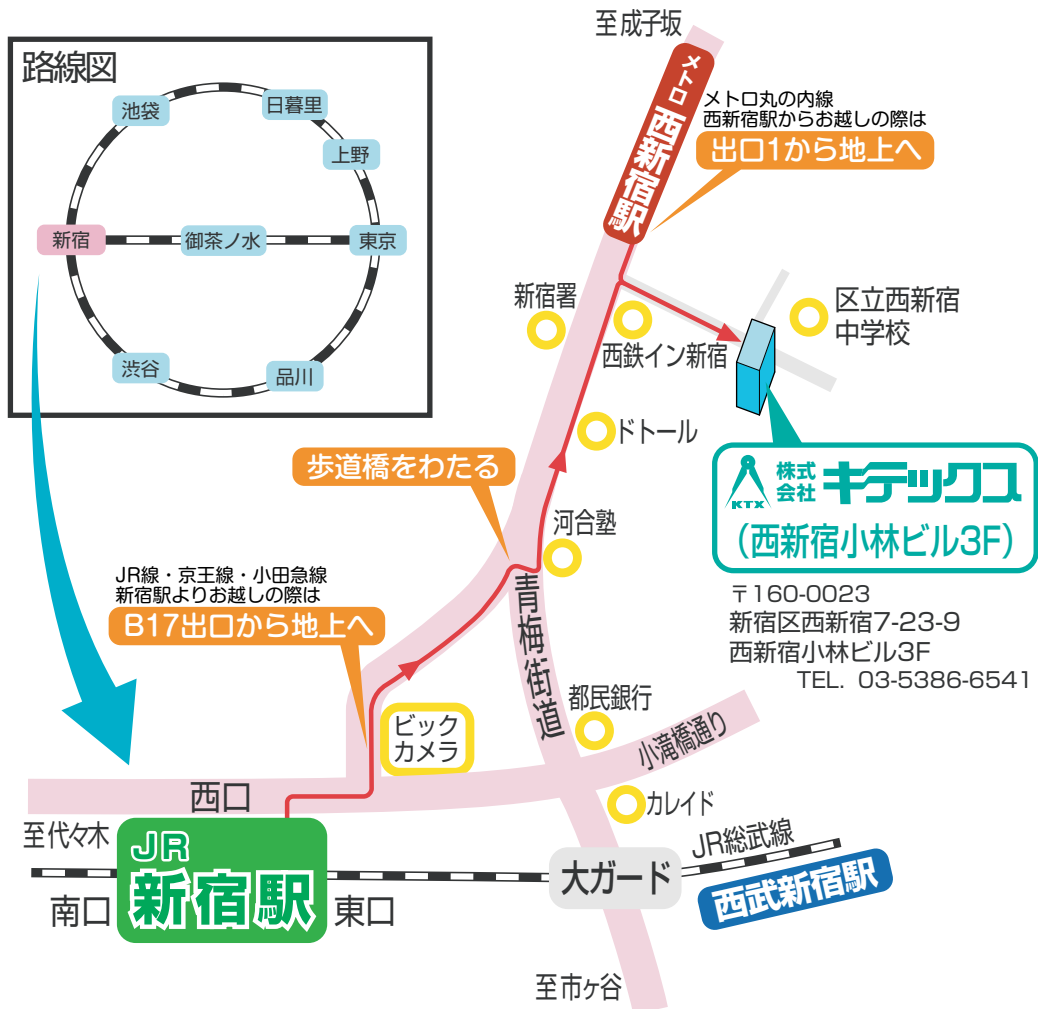 至成子坂
路線図
池袋
日暮里
上野
新宿
御茶ノ水
東京
渋谷
品川
メトロ西新宿駅
メトロ丸の内線
西新宿駅からお越しの際は
出口1から地上へ
新宿署
西鉄イン新宿
区立西新宿
中学校
ドトール
歩道橋をわたる
KTX
株式
会社
キテックス
(西新宿小林ビル3F)
河合塾
JR線・京王線・小田急線
新宿駅よりお越しの際は
B17出口から地上へ
青梅街道
〒160-0023
新宿区西新宿7-23-9
西新宿小林ビル3F
TEL. 03-5386-6541
都民銀行
ビック
カメラ
小滝橋通り
西口
カレイド
至代々木
JR
新宿駅
南口
東口
大ガード
JR総武線
西武新宿駅
至市ヶ谷